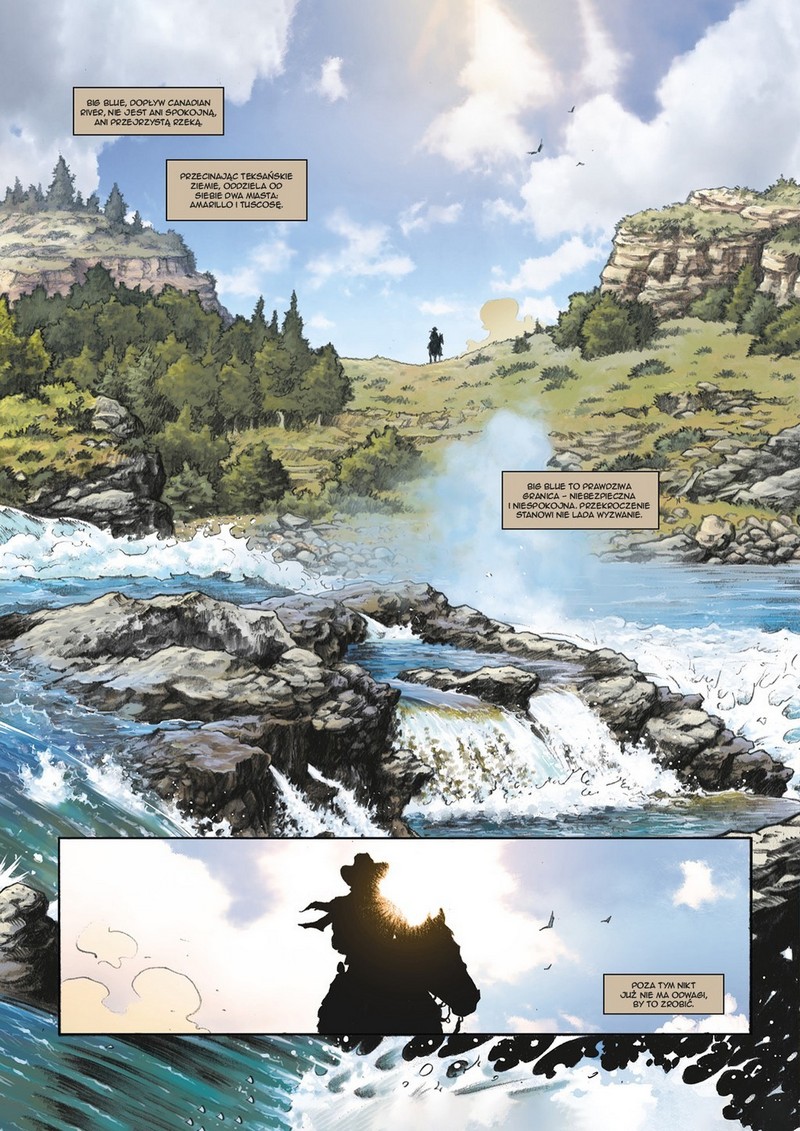 BIG BLUE, DOPŁYW CANADIAN
RIVER, NIE JEST ANI SPOKOJNĄ,
ANI PRZEJRZYSTĄ RZEKĄ.
PRZECINAJĄC TEKSAŃSKIE
ZIEMIE, ODDZIELA OD
SIEBIE DWA MIASTA:
AMARILLO I TUSCOSĘ.
BIG BLUE TO PRAWDZIWA
GRANICA – NIEBEZPIECZNA
I NIESPOKOJNA. PRZEKROCZENIE
STANOWI NIE LADA WYZWANIE.
POZA TYM NIKT
JUŻ NIE MA ODWAGI,
BY TO ZROBIĆ.